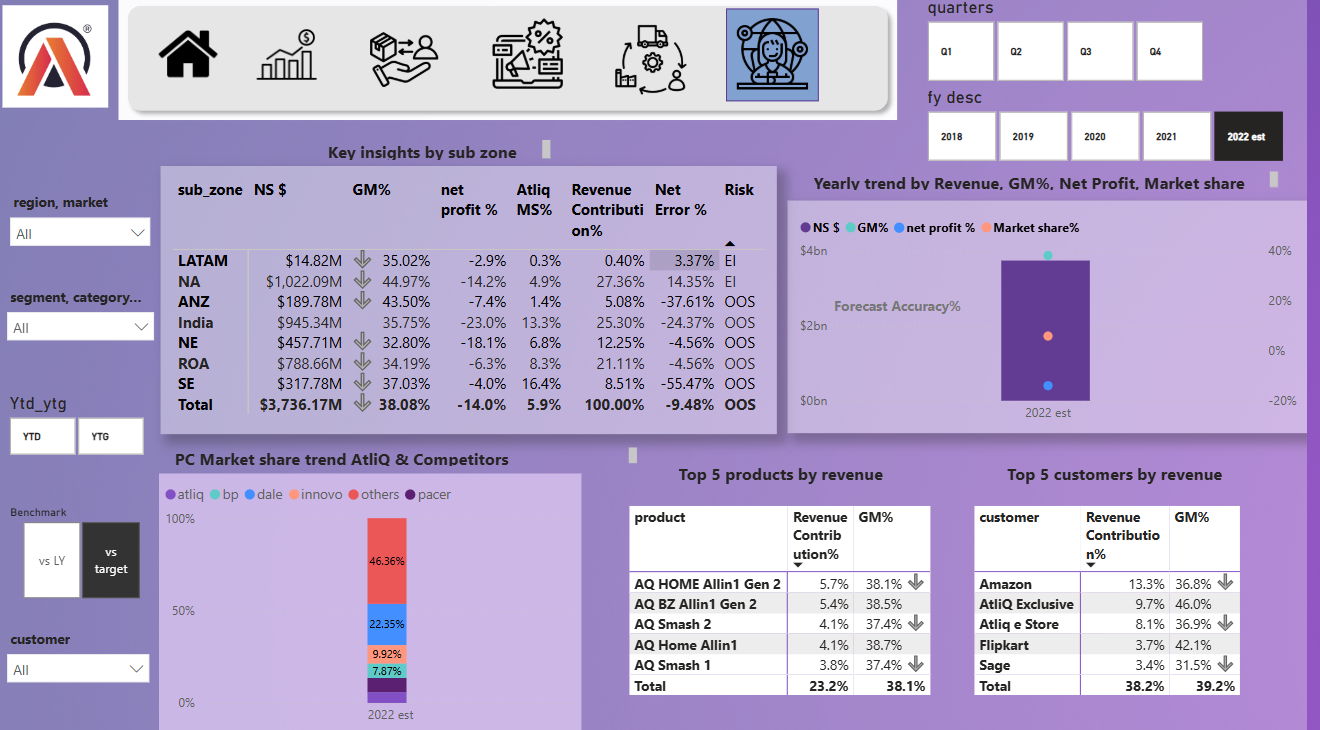 ®
$
%
quarters
Q1 Q2 Q3 Q4
fy desc
2018 2019 2020 2021 2022 est
region, market
All
segment, category...
All
Ytd_ytg
YTD YTG
Benchmark
vs LY vs
target
customer
All
Key insights by sub zone
sub_zone NS $ GM% net Atliq Revenue Net Risk
profit % MS% Contributi Error %
on%
LATAM $14.82M 35.02% -2.9% 0.3% 0.40% 3.37% EI
NA $1,022.09M 44.97% -14.2% 4.9% 27.36% 14.35% EI
ANZ $189.78M 43.50% -7.4% 1.4% 5.08% -37.61% OOS
India $945.34M 35.75% -23.0% 13.3% 25.30% -24.37% OOS
NE $457.71M 32.80% -18.1% 6.8% 12.25% -4.56% OOS
ROA $788.66M 34.19% -6.3% 8.3% 21.11% -4.56% OOS
SE $317.78M 37.03% -4.0% 16.4% 8.51% -55.47% OOS
Total $3,736.17M 38.08% -14.0% 5.9% 100.00% -9.48% OOS
Yearly trend by Revenue, GM%, Net Profit, Market share
NS $ GM% net profit % Market share%
$4bn 40%
Forecast Accuracy%
20%
$2bn
0%
$0bn -20%
2022 est
PC Market share trend AtliQ & Competitors
atliq bp dale innovo others pacer
100%
46.36%
50%
22.35%
9.92%
7.87%
0%
2022 est
Top 5 products by revenue
product Revenue GM%
Contrib
ution%
AQ HOME Allin1 Gen 2 5.7% 38.1%
AQ BZ Allin1 Gen 2 5.4% 38.5%
AQ Smash 2 4.1% 37.4%
AQ Home Allin1 4.1% 38.7%
AQ Smash 1 3.8% 37.4%
Total 23.2% 38.1%
Top 5 customers by revenue
customer Revenue GM%
Contributio
n%
Amazon 13.3% 36.8%
AtliQ Exclusive 9.7% 46.0%
Atliq e Store 8.1% 36.9%
Flipkart 3.7% 42.1%
Sage 3.4% 31.5%
Total 38.2% 39.2%